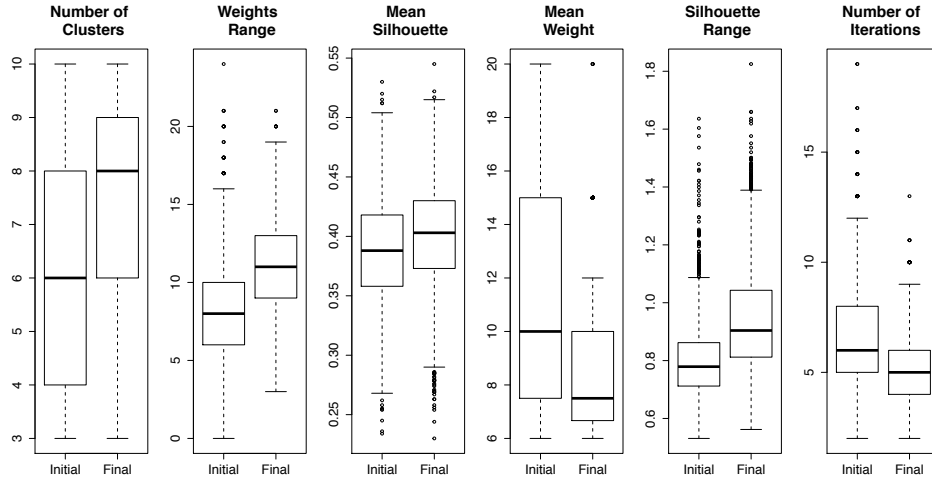 Number of
Clusters
10
9
8
7
6
5
4
3
Initial Final
Weights
Range
20
15
10
5
0
Initial Final
Mean
Silhouette
0.55
0.50
0.45
0.40
0.35
0.30
0.25
Initial Final
Mean
Weight
20
18
16
14
12
10
8
6
Initial Final
Silhouette
Range
1.8
1.6
1.4
1.2
1.0
0.8
0.6
Initial Final
Number of
Iterations
15
10
5
Initial Final